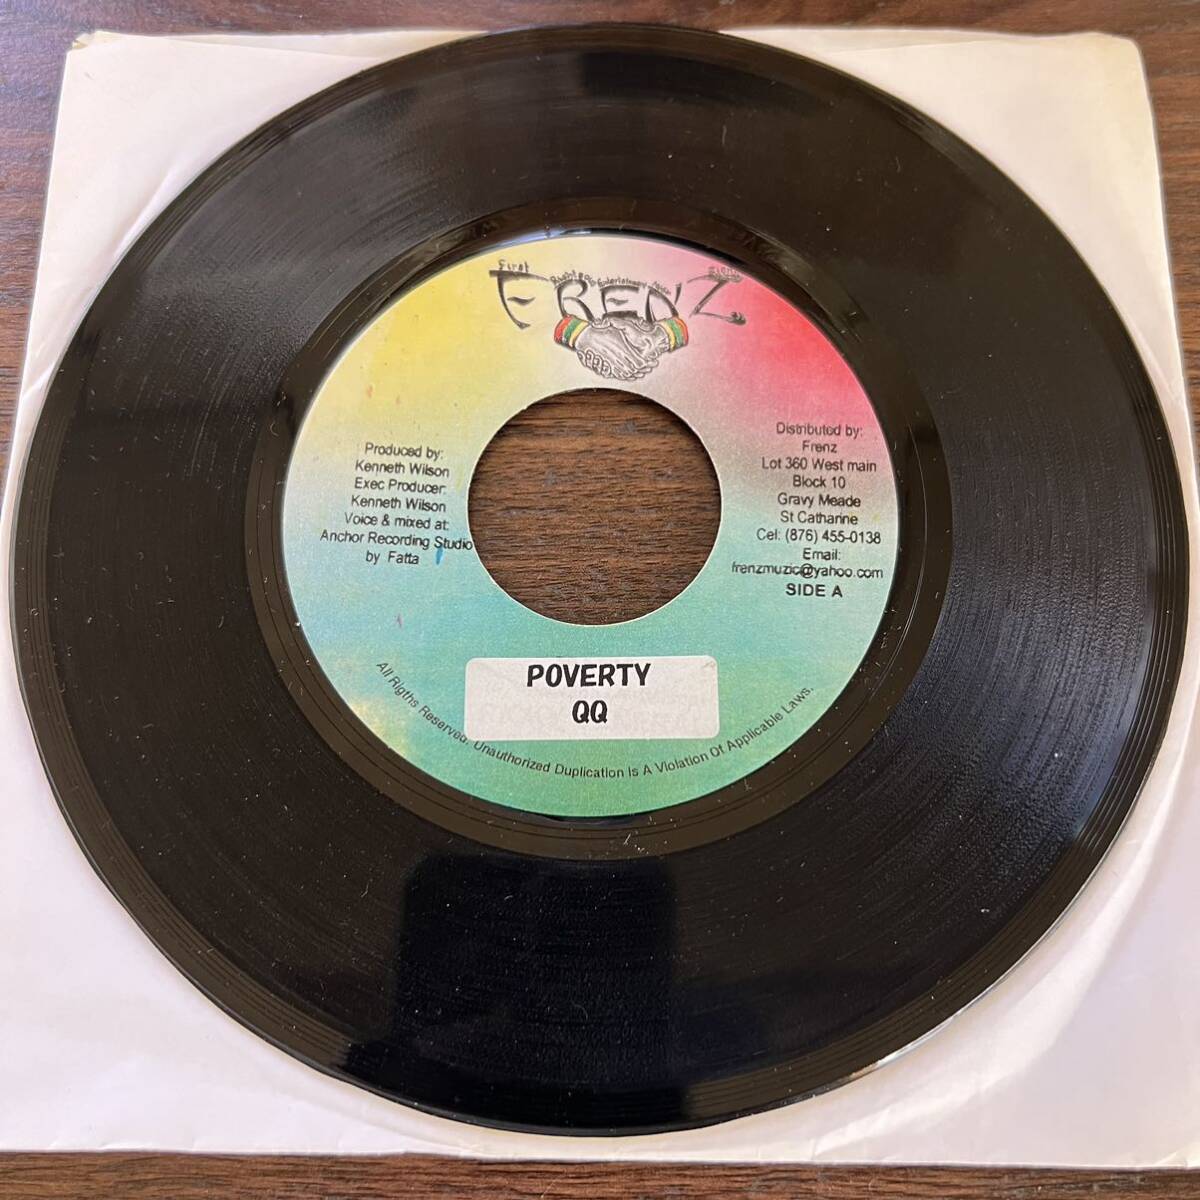 First
FRENZ
Produced by:
Kenneth Wilson
Exec Producer:
Kenneth Wilson
Voice & mixed at:
Anchor Recording Studio
by Fatta
Distributed by:
Frenz
Lot 360 West main
Block 10
Gravy Meade
St Catharine
Cel: (876) 455-0138
Email:
frenzmuzic@yahoo.com
SIDE A
POVERTY
QQ
All Rigths Reserved. Unauthorized Duplication Is A Violation Of Applicable Laws.